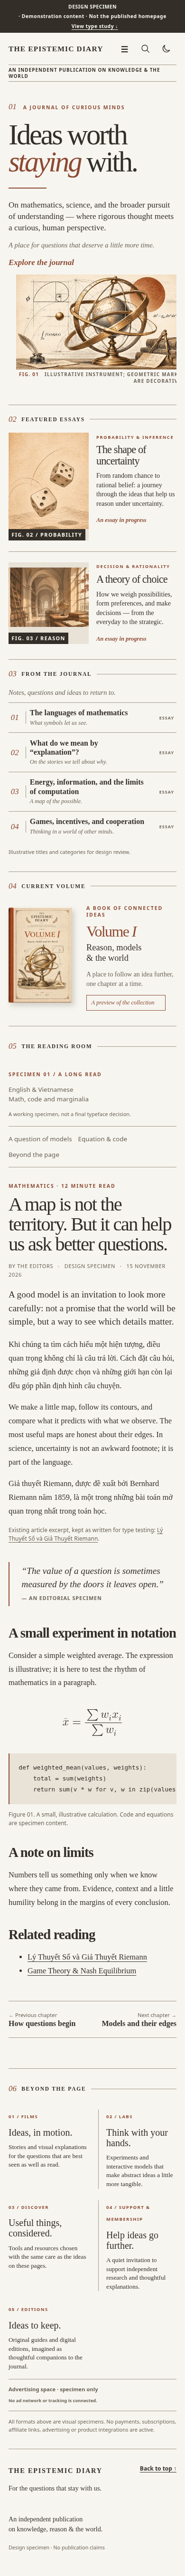 DESIGN SPECIMEN
· Demonstration content · Not the published homepage
View type study ↓
THE EPISTEMIC DIARY
AN INDEPENDENT PUBLICATION ON KNOWLEDGE & THE
WORLD
01 A JOURNAL OF CURIOUS MINDS
Ideas worth
staying with.
On mathematics, science, and the broader pursuit
of understanding — where rigorous thought meets
a curious, human perspective.
A place for questions that deserve a little more time.
Explore the journal
FIG. 01 ILLUSTRATIVE INSTRUMENT; GEOMETRIC MARK
ARE DECORATIV
02 FEATURED ESSAYS
FIG. 02 / PROBABILITY
PROBABILITY & INFERENCE
The shape of
uncertainty
From random chance to
rational belief: a journey
through the ideas that help us
reason under uncertainty.
An essay in progress
FIG. 03 / REASON
DECISION & RATIONALITY
A theory of choice
How we weigh possibilities,
form preferences, and make
decisions — from the
everyday to the strategic.
An essay in progress
03 FROM THE JOURNAL
Notes, questions and ideas to return to.
01 The languages of mathematics ESSAY
What symbols let us see.
02 What do we mean by
“explanation”? ESSAY
On the stories we tell about why.
03 Energy, information, and the limits
of computation ESSAY
A map of the possible.
04 Games, incentives, and cooperation ESSAY
Thinking in a world of other minds.
Illustrative titles and categories for design review.
04 CURRENT VOLUME
THE
EPISTEMIC
DIARY
VOLUME I
A BOOK OF CONNECTED
IDEAS
Volume I
Reason, models
& the world
A place to follow an idea further,
one chapter at a time.
A preview of the collection
05 THE READING ROOM
SPECIMEN 01 / A LONG READ
English & Vietnamese
Math, code and marginalia
A working specimen, not a final typeface decision.
A question of models Equation & code
Beyond the page
MATHEMATICS · 12 MINUTE READ
A map is not the
territory. But it can help
us ask better questions.
BY THE EDITORS · DESIGN SPECIMEN · 15 NOVEMBER
2026
A good model is an invitation to look more
carefully: not a promise that the world will be
simple, but a way to see which details matter.
Khi chúng ta tìm cách hiểu một hiện tượng, điều
quan trọng không chỉ là câu trả lời. Cách đặt câu hỏi,
những giả định được chọn và những giới hạn còn lại
đều góp phần định hình câu chuyện.
We make a little map, follow its contours, and
compare what it predicts with what we observe. The
most useful maps are honest about their edges. In
science, uncertainty is not an awkward footnote; it is
part of the language.
Giả thuyết Riemann, được đề xuất bởi Bernhard
Riemann năm 1859, là một trong những bài toán mở
quan trọng nhất trong toán học.
Existing article excerpt, kept as written for type testing: Lý
Thuyết Số và Giả Thuyết Riemann.
“The value of a question is sometimes
measured by the doors it leaves open.”
— AN EDITORIAL SPECIMEN
A small experiment in notation
Consider a simple weighted average. The expression
is illustrative; it is here to test the rhythm of
mathematics in a paragraph.
x̄ = ∑ wᵢxᵢ / ∑ wᵢ
def weighted_mean(values, weights):
total = sum(weights)
return sum(v * w for v, w in zip(values
Figure 01. A small, illustrative calculation. Code and equations
are specimen content.
A note on limits
Numbers tell us something only when we know
where they came from. Evidence, context and a little
humility belong in the margins of every conclusion.
Related reading
• Lý Thuyết Số và Giả Thuyết Riemann
• Game Theory & Nash Equilibrium
← Previous chapter
How questions begin
Next chapter →
Models and their edges
06 BEYOND THE PAGE
01 / FILMS
Ideas, in motion.
Stories and visual explanations
for the questions that are best
seen as well as read.
02 / LABS
Think with your
hands.
Experiments and
interactive models that
make abstract ideas a little
more tangible.
03 / DISCOVER
Useful things,
considered.
Tools and resources chosen
with the same care as the ideas
on these pages.
04 / SUPPORT &
MEMBERSHIP
Help ideas go
further.
A quiet invitation to
support independent
research and thoughtful
explanations.
05 / EDITIONS
Ideas to keep.
Original guides and digital
editions, imagined as
thoughtful companions to the
journal.
Advertising space · specimen only
No ad network or tracking is connected.
All formats above are visual specimens. No payments, subscriptions,
affiliate links, advertising or product integrations are active.
THE EPISTEMIC DIARY
Back to top ↑
For the questions that stay with us.
An independent publication
on knowledge, reason & the world.
Design specimen · No publication claims